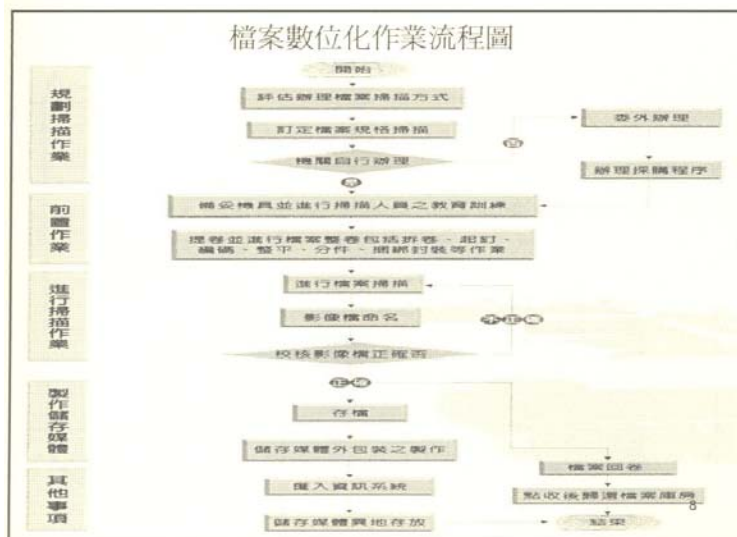 檔案數位化作業流程圖
開始
規劃掃描作業
評估辦理檔案掃描方式
訂定檔案規格掃描
機關自行辦理
否
委外辦理
辦理採購程序
是
前置作業
備妥機具並進行掃描人員之教育訓練
提卷並進行檔案整卷包括拆卷、起釘、
編碼、整平、分件、捆綁封裝等作業
進行掃描作業
進行檔案掃描
影像檔命名
校核影像檔正確否
正確
製作儲存媒體
存檔
儲存媒體外包裝之製作
檔案回卷
其他事項
匯入資訊系統
點收後歸還檔案庫房
儲存媒體異地存放
結束
8